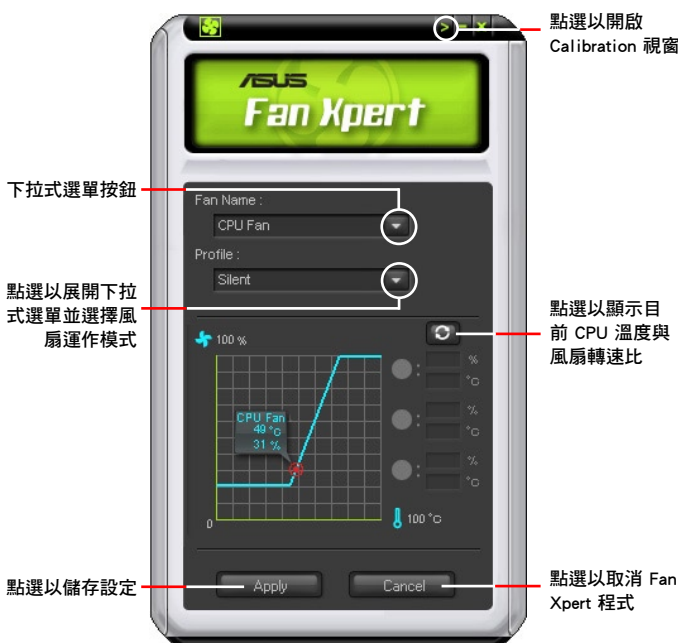 點選以開啟
Calibration 視窗
ASUS
Fan Xpert
下拉式選單按鈕
Fan Name :
CPU Fan
Profile :
Silent
點選以展開下拉
式選單並選擇風
扇運作模式
點選以顯示目
前 CPU 溫度與
風扇轉速比
100 %
%
°C
CPU Fan
49 °C
31 %
%
°C
%
°C
0
100 °C
點選以儲存設定
Apply
Cancel
點選以取消 Fan
Xpert 程式